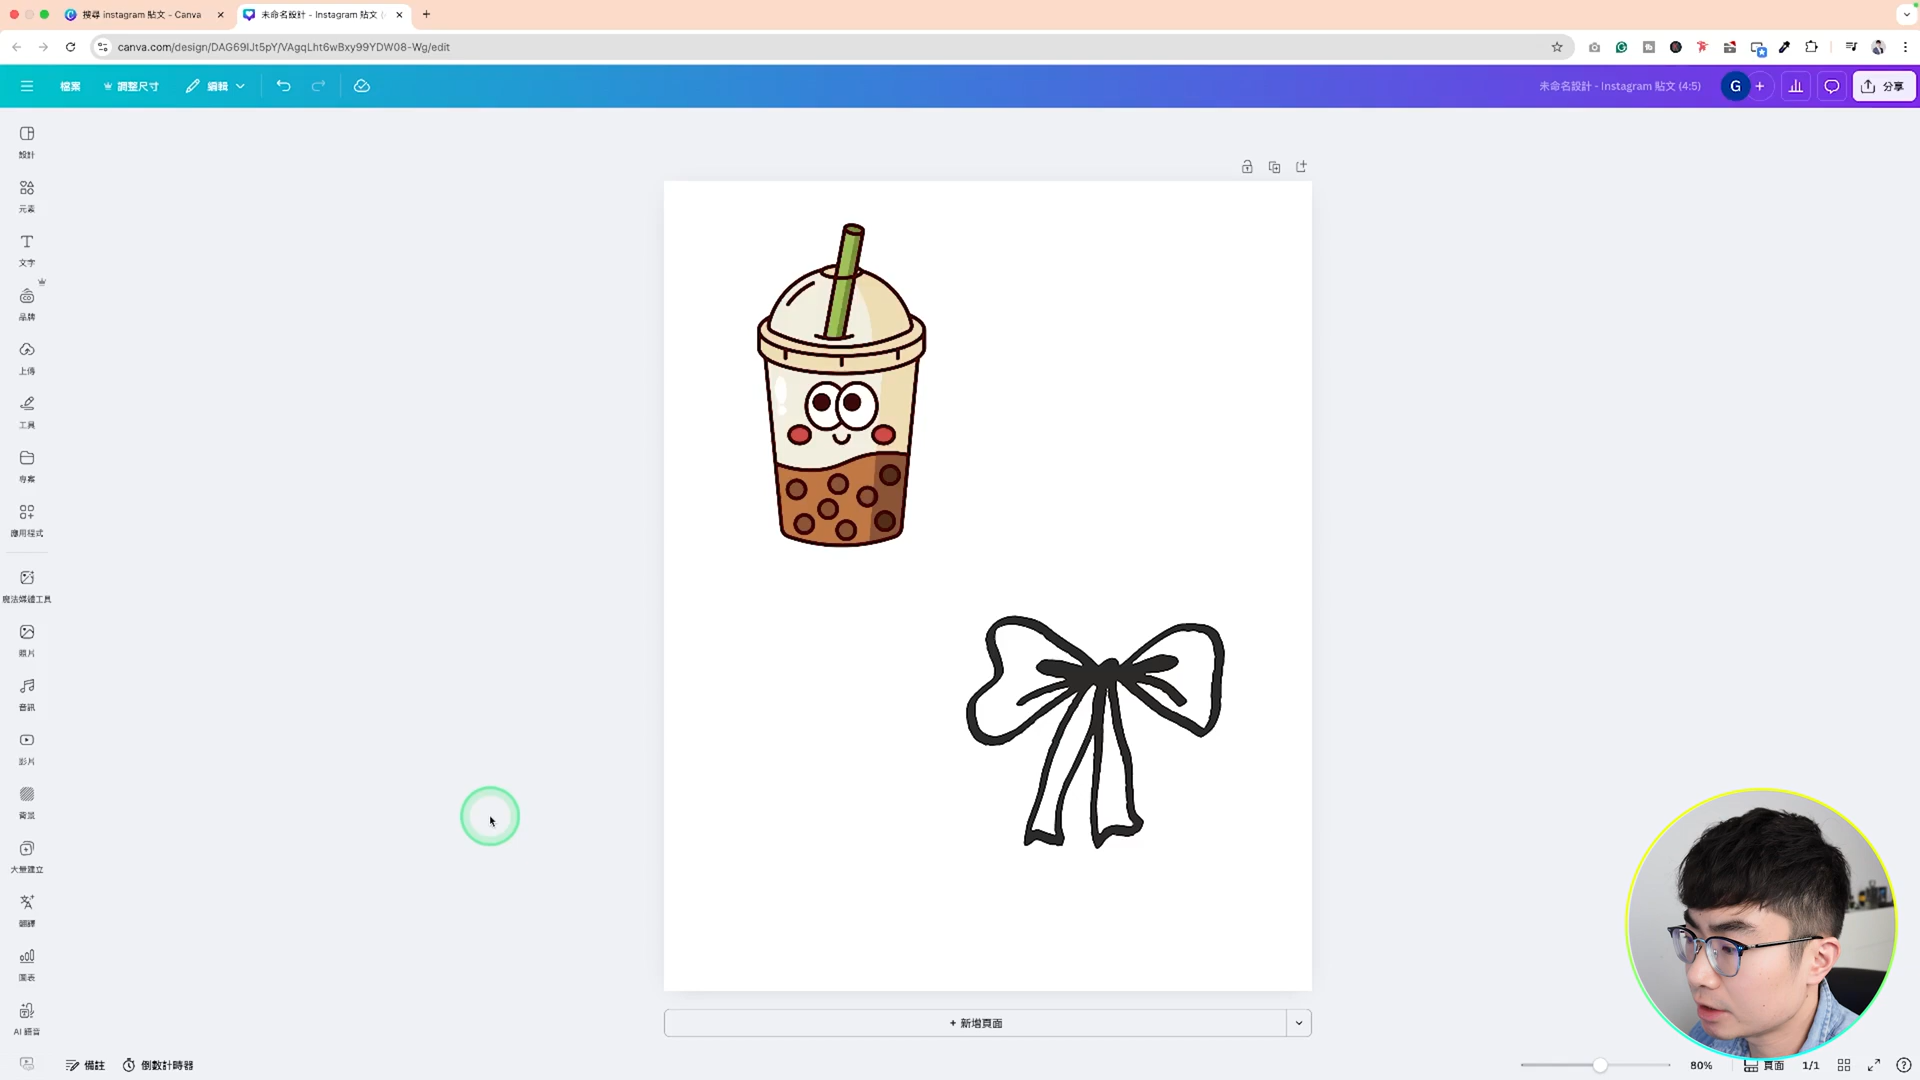 搜尋 instagram 貼文 - Canva
未命名設計 - Instagram 貼文 (
canva.com/design/DAG69IJt5pY/VAgqLht6wBxy99YDW08-Wg/edit
檔案
調整尺寸
編輯
未命名設計 - Instagram 貼文 (4:5)
G
分享
設計
元素
文字
品牌
上傳
工具
專案
應用程式
魔法媒體工具
照片
音訊
影片
背景
大量建立
翻譯
圖表
AI 語音
+ 新增頁面
備註
倒數計時器
80%
頁面
1/1